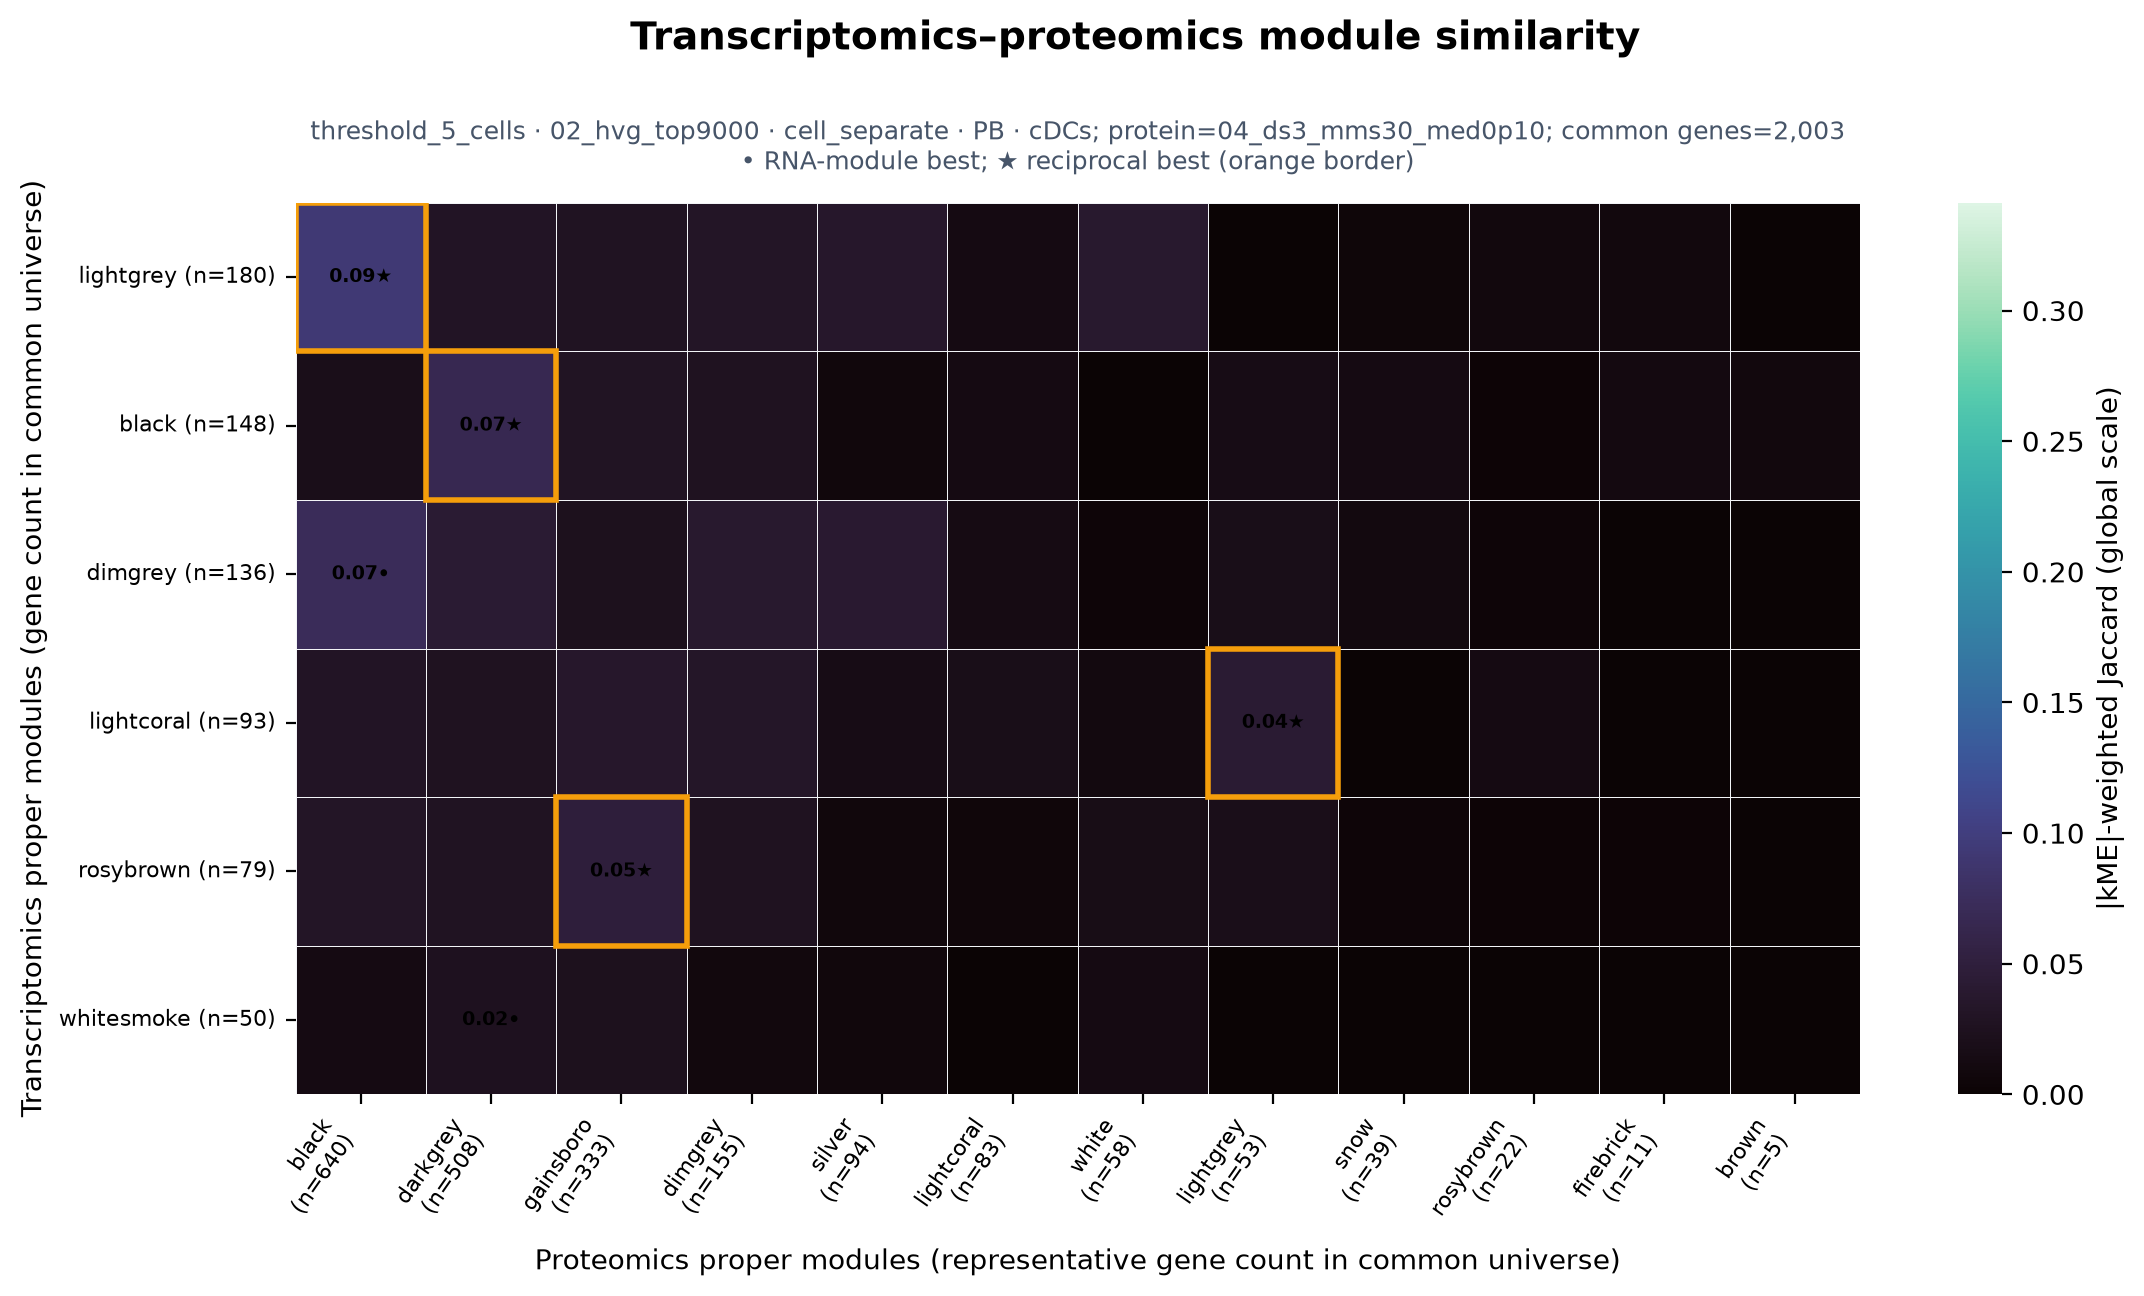 Transcriptomics–proteomics module similarity
threshold_5_cells · 02_hvg_top9000 · cell_separate · PB · cDCs; protein=04_ds3_mms30_med0p10; common genes=2,003
• RNA-module best; ★ reciprocal best (orange border)
Transcriptomics proper modules (gene count in common universe)
lightgrey (n=180)
black (n=148)
dimgrey (n=136)
lightcoral (n=93)
rosybrown (n=79)
whitesmoke (n=50)
0.09★
0.07★
0.07•
0.04★
0.05★
0.02•
black
(n=640)
darkgrey
(n=508)
gainsboro
(n=333)
dimgrey
(n=155)
silver
(n=94)
lightcoral
(n=83)
white
(n=58)
lightgrey
(n=53)
snow
(n=39)
rosybrown
(n=22)
firebrick
(n=11)
brown
(n=5)
Proteomics proper modules (representative gene count in common universe)
0.30
0.25
0.20
0.15
0.10
0.05
0.00
|kME|-weighted Jaccard (global scale)